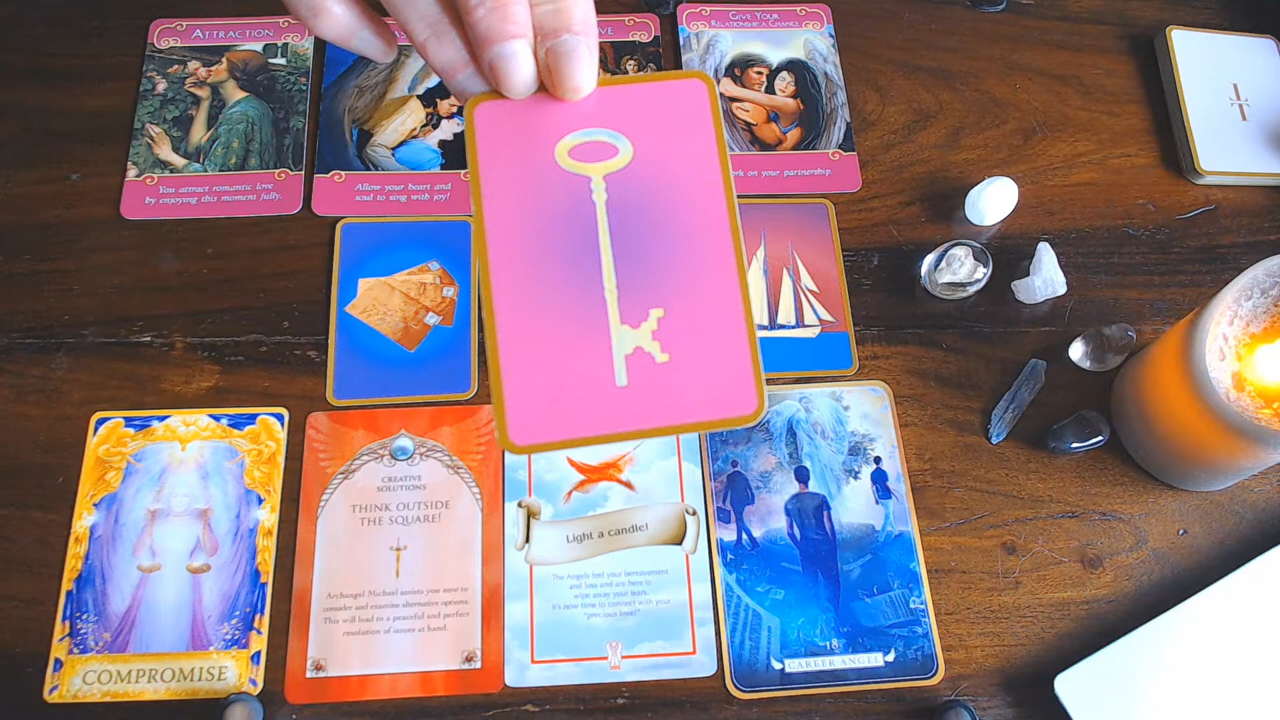 ATTRACTION
You attract romantic love
by enjoying this moment fully.
Allow your heart and
soul to sing with joy!
GIVE YOUR
RELATIONSHIP A CHANCE
on your partnership.
COMPROMISE
CREATIVE
SOLUTIONS
THINK OUTSIDE
THE SQUARE!
Archangel Michael assists you now to
consider and examine alternative options.
This will lead to a peaceful and perfect
resolution of issues at hand.
Light a candle!
The Angels feel your bereavement
and loss and are here to
wipe away your tears.
It's now time to connect with your
"precious love!"
18
CAREER ANGEL